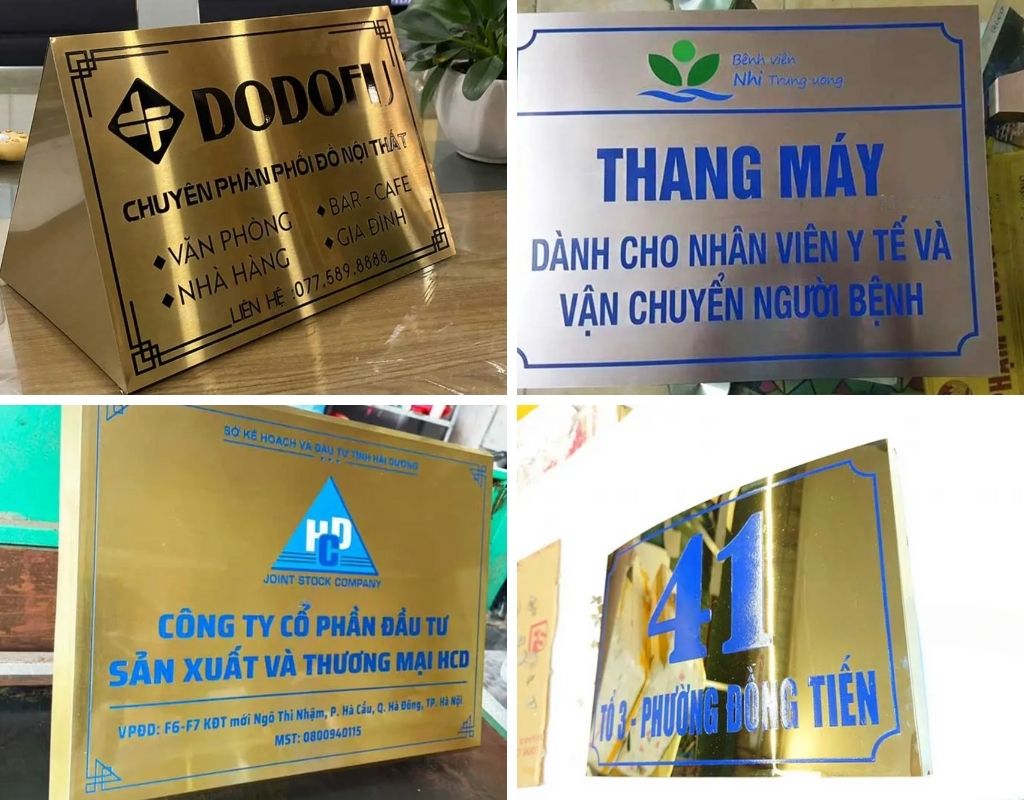 DODOFU
CHUYÊN PHÂN PHỐI ĐỒ NỘI THẤT
VĂN PHÒNG
BAR - CAFE
NHÀ HÀNG
GIA ĐÌNH
LIÊN HỆ :077.589.8888
Bệnh viện
Nhi Trung ương
THANG MÁY
DÀNH CHO NHÂN VIÊN Y TẾ VÀ
VẬN CHUYỂN NGƯỜI BỆNH
SỞ KẾ HOẠCH VÀ ĐẦU TƯ TỈNH HẢI DƯƠNG
HCD
JOINT STOCK COMPANY
CÔNG TY CỔ PHẦN ĐẦU TƯ
SẢN XUẤT VÀ THƯƠNG MẠI HCD
VPĐD: F6-F7 KĐT mới Ngô Thì Nhậm, P. Hà Cầu, Q. Hà Đông, TP. Hà Nội
MST: 0800940115
41
TỔ 3 - PHƯỜNG ĐỒNG TIẾN